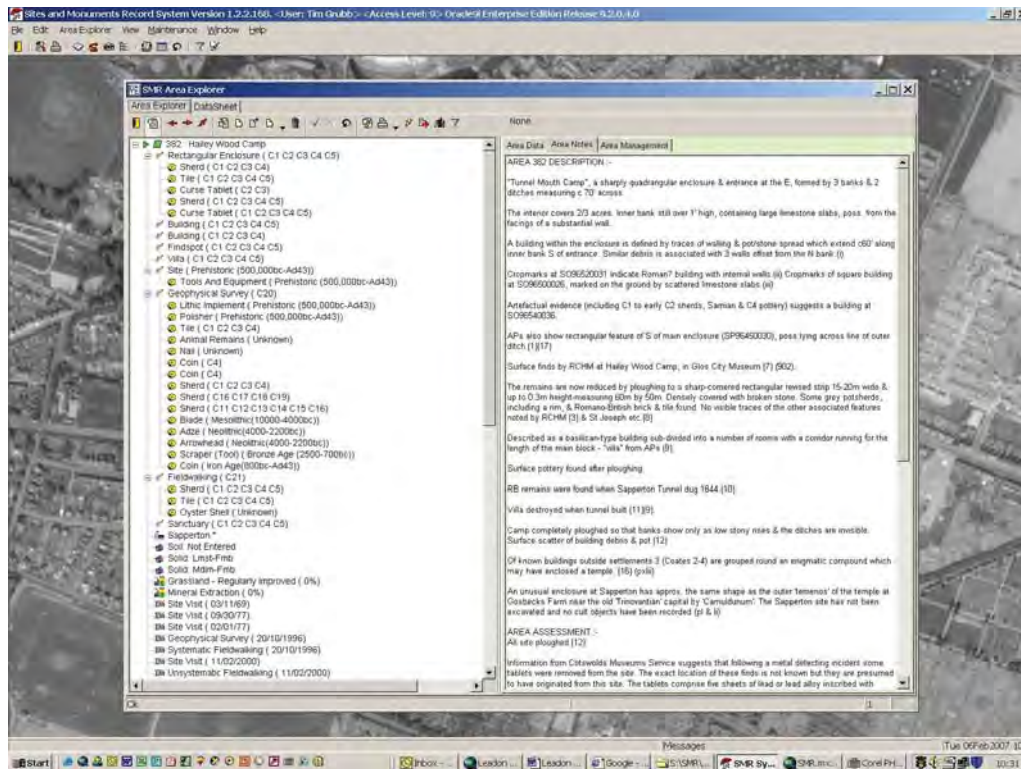 Sites and Monuments Record System Version 1.2.2.168. <User: Tim Grubb> - <Access Level: 0> Oracle8i Enterprise Edition Release 8.2.0.4.0
File Edit Area Explorer View Maintenance Window Help
SMR Area Explorer
Area Explorer DataSheet
None
382 Hailey Wood Camp
Rectangular Enclosure ( C1 C2 C3 C4 C5)
Sherd ( C1 C2 C3 C4)
Tile ( C1 C2 C3 C4 C5)
Curse Tablet ( C2 C3)
Sherd ( C1 C2 C3 C4 C5)
Curse Tablet ( C1 C2 C3 C4 C5)
Building ( C1 C2 C3 C4 C5)
Building ( C1 C2 C3 C4)
Findspot ( C1 C2 C3 C4 C5)
Villa ( C1 C2 C3 C4 C5)
Site ( Prehistoric (500,000bc-Ad43))
Tools And Equipment ( Prehistoric (500,000bc-Ad43))
Geophysical Survey ( C20)
Lithic Implement ( Prehistoric (500,000bc-Ad43))
Polisher ( Prehistoric (500,000bc-Ad43))
Tile ( C1 C2 C3 C4)
Animal Remains ( Unknown)
Nail ( Unknown)
Coin ( C4)
Coin ( C4)
Sherd ( C1 C2 C3 C4)
Sherd ( C16 C17 C18 C19)
Sherd ( C11 C12 C13 C14 C15 C16)
Blade ( Mesolithic(10000-4000bc))
Adze ( Neolithic(4000-2200bc))
Arrowhead ( Neolithic(4000-2200bc))
Scraper (Tool) ( Bronze Age (2500-700bc))
Coin ( Iron Age(800bc-Ad43))
Fieldwalking ( C21)
Sherd ( C1 C2 C3 C4 C5)
Tile ( C1 C2 C3 C4 C5)
Oyster Shell ( Unknown)
Sanctuary ( C1 C2 C3 C4 C5)
Sapperton *
Soil: Not Entered
Solid: Lmst-Fmb
Solid: Mdim-Fmb
Grassland - Regularly Improved ( 0%)
Mineral Extraction ( 0%)
Site Visit ( 03/11/69)
Site Visit ( 09/30/77)
Site Visit ( 02/01/77)
Geophysical Survey ( 20/10/1996)
Systematic Fieldwalking ( 20/10/1996)
Site Visit ( 11/02/2000)
Unsystematic Fieldwalking ( 11/02/2000)
Area Data Area Notes Area Management
AREA 382 DESCRIPTION :-
"Tunnel Mouth Camp", a sharply quadrangular enclosure & entrance at the E, formed by 3 banks & 2
ditches measuring c 70' across.
The interior covers 2/3 acres. Inner bank still over 1' high, containing large limestone slabs, poss. from the
facings of a substantial wall.
A building within the enclosure is defined by traces of walling & pot/stone spread which extend c60' along
inner bank S of entrance. Similar debris is associated with 3 walls offset from the N bank (i)
Cropmarks at SO96520031 indicate Roman? building with internal walls (ii) Cropmarks of square building
at SO96500026, marked on the ground by scattered limestone slabs (iii)
Artefactual evidence (including C1 to early C2 sherds, Samian & C4 pottery) suggests a building at
SO96540036.
APs also show rectangular feature of S of main enclosure (SP96450030), poss lying across line of outer
ditch.{1}{17}
Surface finds by RCHM at Hailey Wood Camp, in Glos City Museum {7} (902).
The remains are now reduced by ploughing to a sharp-cornered rectangular revised strip 15-20m wide &
up to 0.3m height-measuring 60m by 50m. Densely covered with broken stone. Some grey potsherds,
including a rim, & Romano-British brick & tile found. No visible traces of the other associated features
noted by RCHM {3} & St Joseph etc.{8}
Described as a basilican-type building sub-divided into a number of rooms with a corridor running for the
length of the main block - "villa" from APs {9}.
Surface pottery found after ploughing.
RB remains were found when Sapperton Tunnel dug 1844.{10}
Villa destroyed when tunnel built {11}{9}.
Camp completely ploughed so that banks show only as low stony rises & the ditches are invisible.
Surface scatter of building debris & pot {12}
Of known buildings outside settlements 3 (Coates 2-4) are grouped round an enigmatic compound which
may have enclosed a temple. {16} (pxlii)
An unusual enclosure at Sapperton has approx. the same shape as the outer 'temenos' of the temple at
Gosbecks Farm near the old 'Trinovantian' capital by 'Camuldunum'. The Sapperton site has not been
excavated and no cult objects have been recorded (pl & li)
AREA ASSESSMENT :-
All site ploughed {12}
Information from Cotswolds Museums Service suggests that following a metal detecting incident some
tablets were removed from the site. The exact location of these finds is not known but they are presumed
to have originated from this site. The tablets comprise five sheets of lead or lead alloy inscribed with
Ok
1
Messages
Tue 06Feb 2007 10
Start
Inbox - ...
Leadon ...
Leadon ...
Google - ...
S:\SMR\...
SMR Sy...
SMR mc...
Corel PH...
10:31